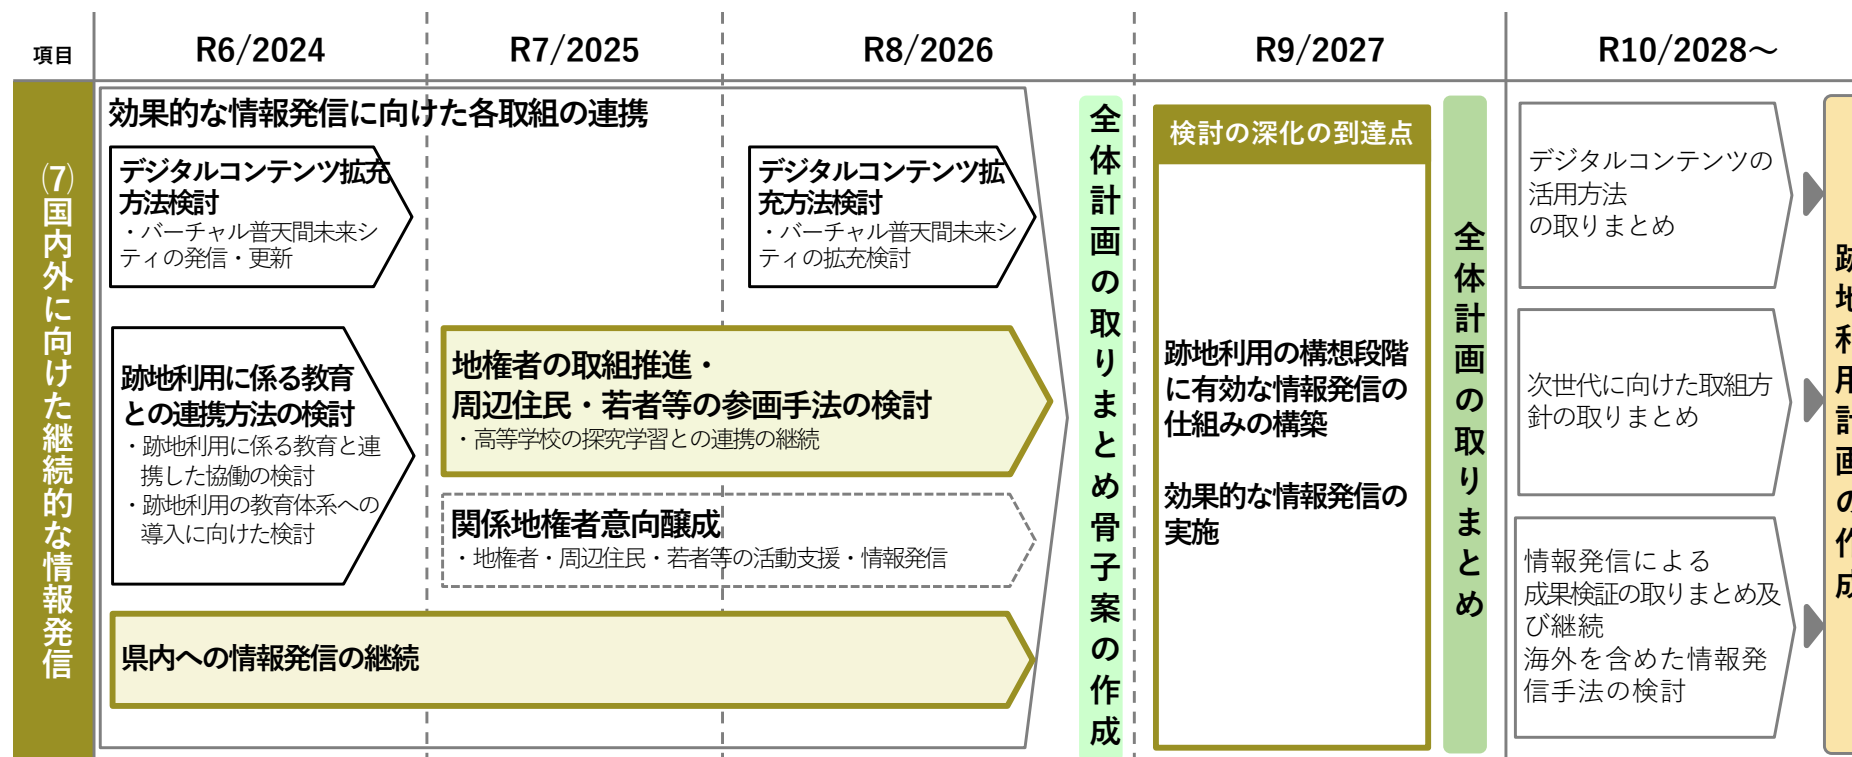 項目
R6/2024
R7/2025
R8/2026
R9/2027
R10/2028～
(7)国内外に向けた継続的な情報発信
効果的な情報発信に向けた各取組の連携
デジタルコンテンツ拡充
方法検討
・バーチャル普天間未来シ
ティの発信・更新
デジタルコンテンツ拡
充方法検討
・バーチャル普天間未来シ
ティの拡充検討
跡地利用に係る教育
との連携方法の検討
・跡地利用に係る教育と連
携した協働の検討
・跡地利用の教育体系への
導入に向けた検討
地権者の取組推進・
周辺住民・若者等の参画手法の検討
・高等学校の探究学習との連携の継続
関係地権者意向醸成
・地権者・周辺住民・若者等の活動支援・情報発信
県内への情報発信の継続
全体計画の取りまとめ骨子案の作成
検討の深化の到達点
跡地利用の構想段階
に有効な情報発信の
仕組みの構築
効果的な情報発信の
実施
全体計画の取りまとめ
デジタルコンテンツの
活用方法
の取りまとめ
次世代に向けた取組方
針の取りまとめ
情報発信による
成果検証の取りまとめ及
び継続
海外を含めた情報発
信手法の検討
跡地利用計画の作成